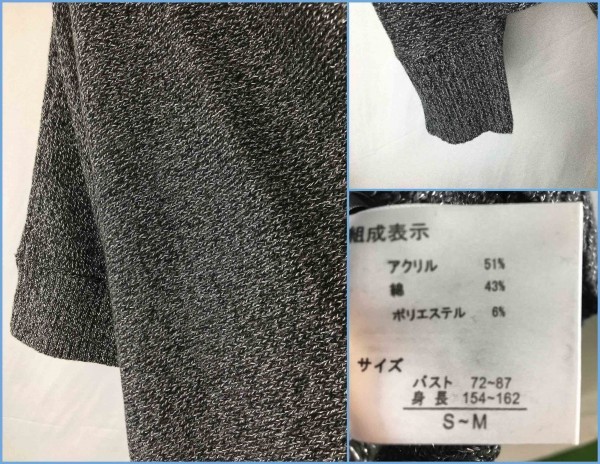 組成表示
アクリル 51%
綿 43%
ポリエステル 6%
サイズ
バスト 72~87
身長 154~162
S~M